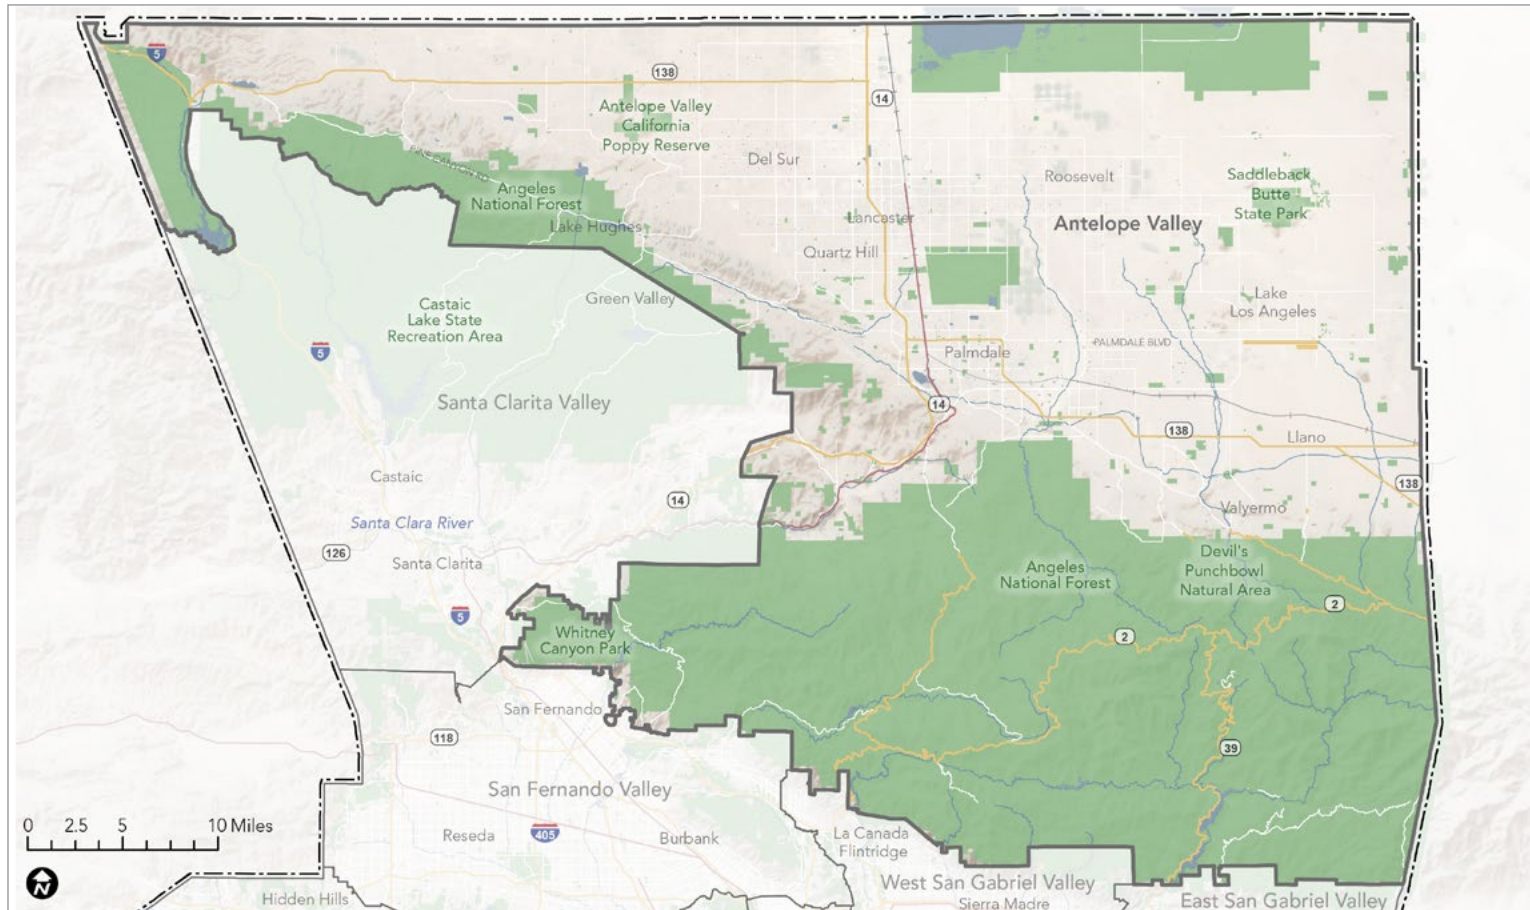 5
138
14
Antelope Valley
California
Poppy Reserve
Del Sur
PINE CANYON RD
Roosevelt
Saddleback
Butte
State Park
Angeles
National Forest
Lake Hughes
Lancaster
Antelope Valley
Quartz Hill
Green Valley
Castaic
Lake State
Recreation Area
Lake
Los Angeles
5
Palmdale
PALMDALE BLVD
Santa Clarita Valley
14
138
Llano
Castaic
138
14
Valyermo
Santa Clara River
126
Santa Clarita
Angeles
National Forest
Devil's
Punchbowl
Natural Area
5
2
Whitney
Canyon Park
2
San Fernando
118
39
San Fernando Valley
0 2.5 5 10 Miles
Reseda
405
Burbank
La Canada
Flintridge
N
Hidden Hills
West San Gabriel Valley
Sierra Madre
East San Gabriel Valley